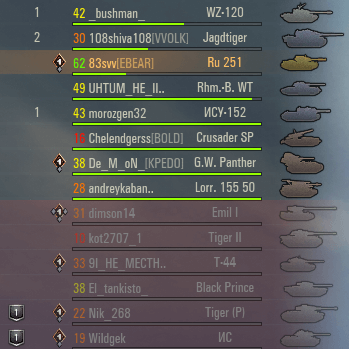 1 42 _bushman_ WZ-120
2 30 108shiva108[VVOLK] Jagdtiger
62 83svv[EBEAR] Ru 251
49 UHTUM_HE_II.. Rhm.-B. WT
1 43 morozgen32 ИСУ-152
Chelendgerss[BOLD] Crusader SP
38 De_M_oN_[KPEDO] G.W. Panther
28 andreykaban.. Lorr. 155 50
31 dimson14 Emil I
kot2707_1 Tiger II
33 9I_HE_MECTH.. T-44
38 El_tankisto_ Black Prince
1 22 Nik_268 Tiger (P)
1 19 Wildgek ИС